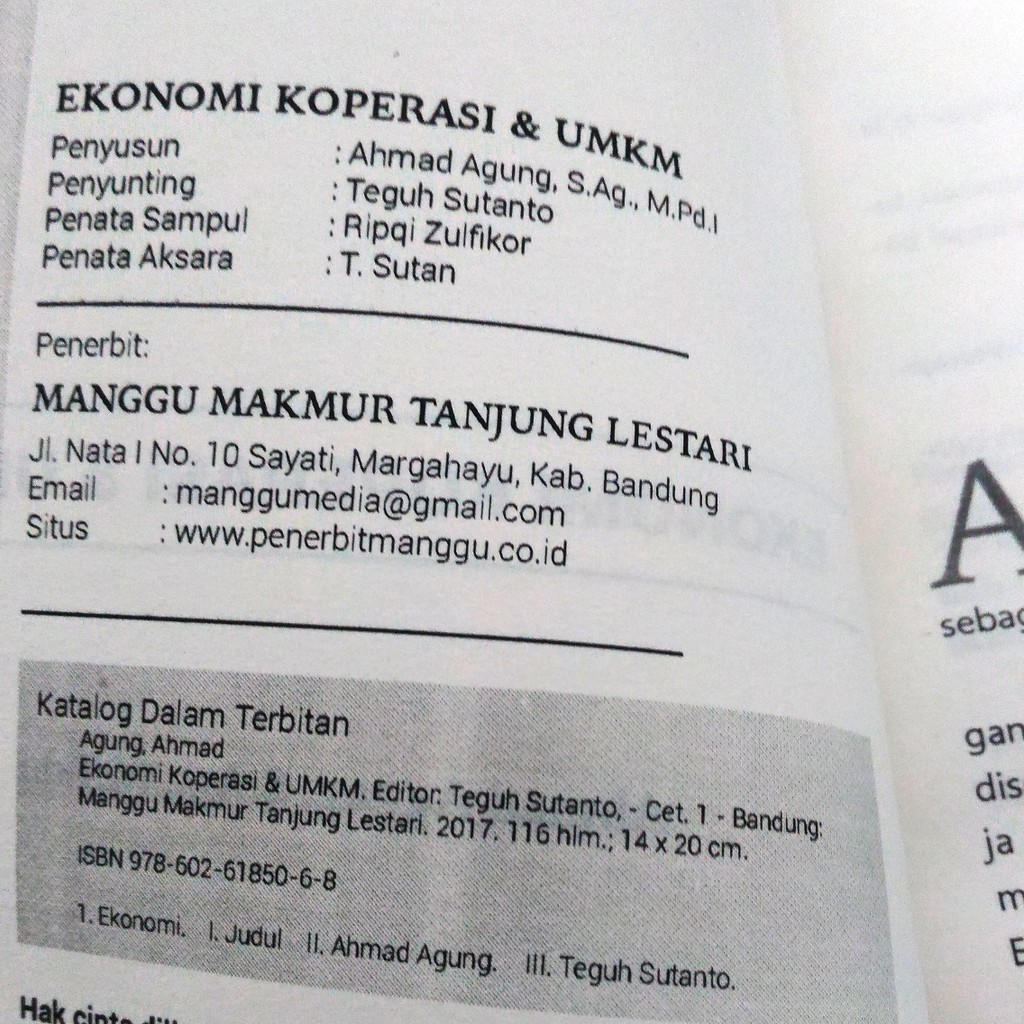 EKONOMI KOPERASI & UMKM
Penyusun : Ahmad Agung, S.Ag., M.Pd.I
Penyunting : Teguh Sutanto
Penata Sampul : Ripqi Zulfikor
Penata Aksara : T. Sutan
Penerbit:
MANGGU MAKMUR TANJUNG LESTARI
Jl. Nata I No. 10 Sayati, Margahayu, Kab. Bandung
Email : manggumedia@gmail.com
Situs : www.penerbitmanggu.co.id
Katalog Dalam Terbitan
Agung, Ahmad
Ekonomi Koperasi & UMKM. Editor: Teguh Sutanto, - Cet. 1 - Bandung:
Manggu Makmur Tanjung Lestari. 2017. 116 hlm.; 14 x 20 cm.
ISBN 978-602-61850-6-8
1. Ekonomi. I. Judul II. Ahmad Agung. III. Teguh Sutanto.
Hak
A
sebag
gan
dis
ja
m